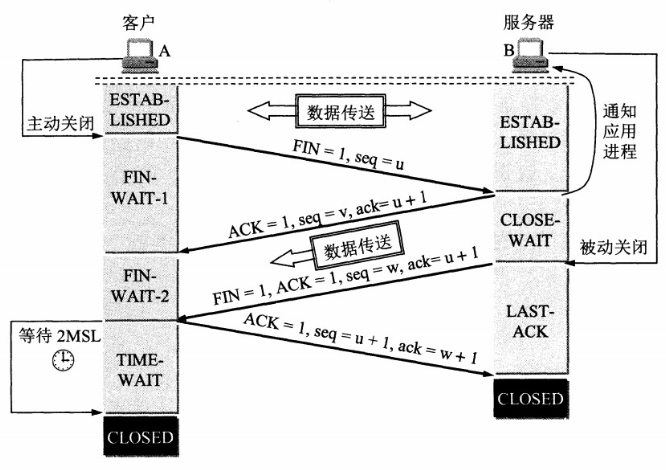 客户
服务器
A
B
ESTAB-
LISHED
数据传送
ESTAB-
LISHED
通知
应用
进程
主动关闭
FIN = 1, seq = u
FIN-
WAIT-1
ACK = 1, seq = v, ack= u + 1
CLOSE-
WAIT
数据传送
被动关闭
FIN-
WAIT-2
FIN = 1, ACK = 1, seq = w, ack= u + 1
LAST-
ACK
等待 2MSL
ACK = 1, seq = u + 1, ack = w + 1
TIME-
WAIT
CLOSED
CLOSED